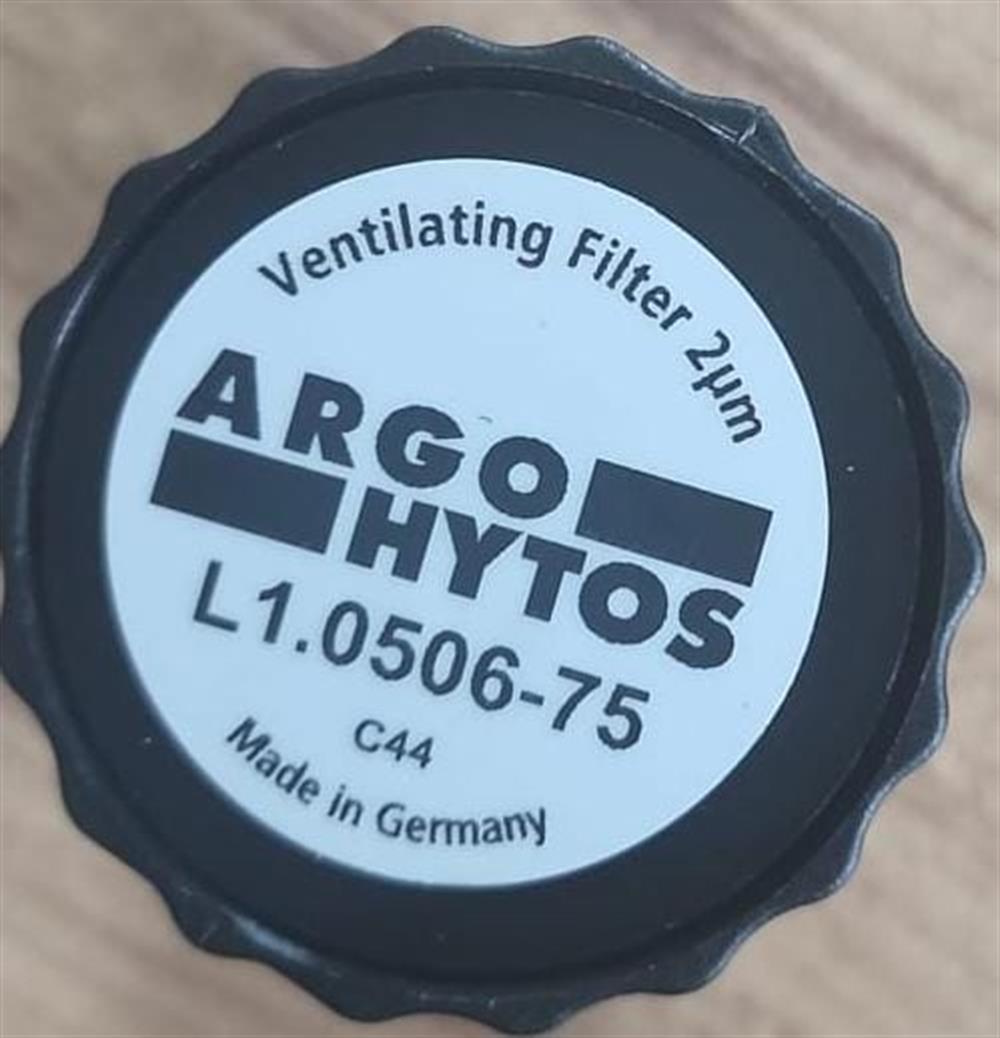 Ventilating Filter 2µm
ARGO
HYTOS
L1.0506-75
C44
Made in Germany